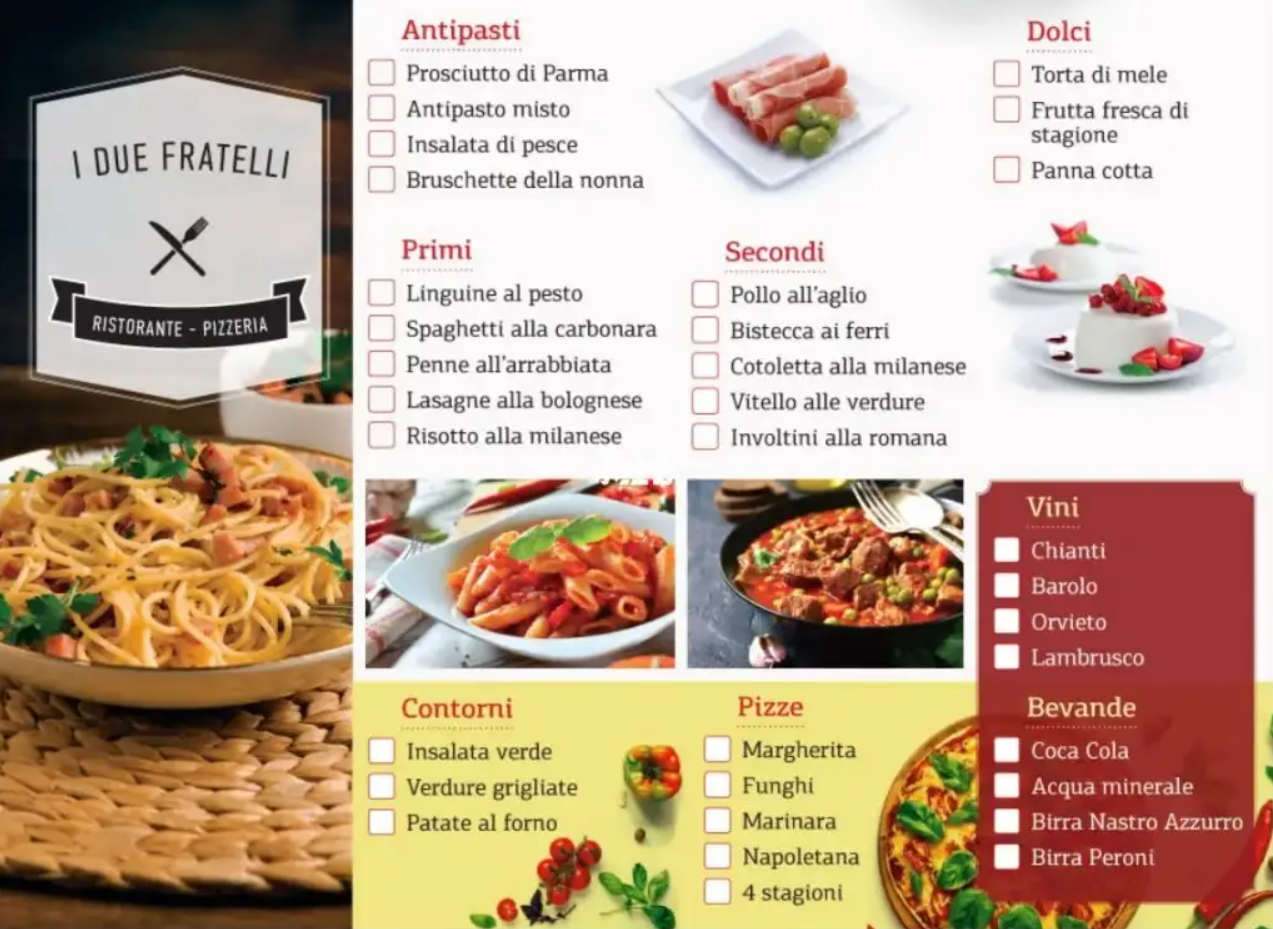 I DUE FRATELLI
RISTORANTE - PIZZERIA
Antipasti
Prosciutto di Parma
Antipasto misto
Insalata di pesce
Bruschette della nonna
Dolci
Torta di mele
Frutta fresca di
stagione
Panna cotta
Primi
Linguine al pesto
Spaghetti alla carbonara
Penne all'arrabbiata
Lasagne alla bolognese
Risotto alla milanese
Secondi
Pollo all'aglio
Bistecca ai ferri
Cotoletta alla milanese
Vitello alle verdure
Involtini alla romana
Vini
Chianti
Barolo
Orvieto
Lambrusco
Contorni
Insalata verde
Verdure grigliate
Patate al forno
Pizze
Margherita
Funghi
Marinara
Napoletana
4 stagioni
Bevande
Coca Cola
Acqua minerale
Birra Nastro Azzurro
Birra Peroni